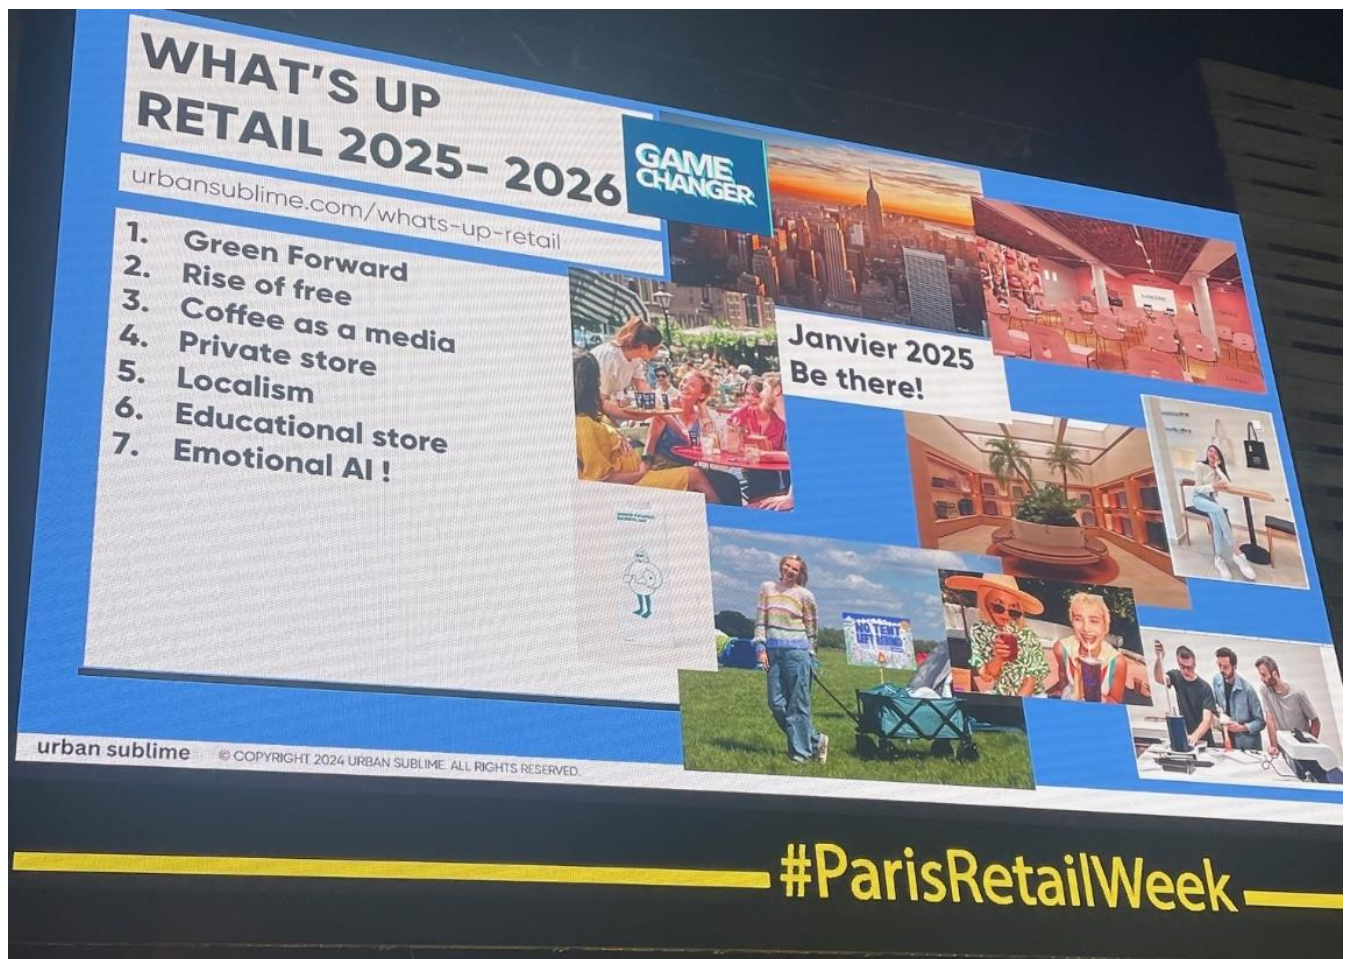 WHAT'S UP
RETAIL 2025- 2026
GAME
CHANGER
urbansublime.com/whats-up-retail
1. Green Forward
2. Rise of free
3. Coffee as a media
4. Private store
5. Localism
6. Educational store
7. Emotional AI !
Janvier 2025
Be there!
NO TENT
LEFT BEHIND
urban sublime © COPYRIGHT 2024 URBAN SUBLIME. ALL RIGHTS RESERVED.
#ParisRetailWeek